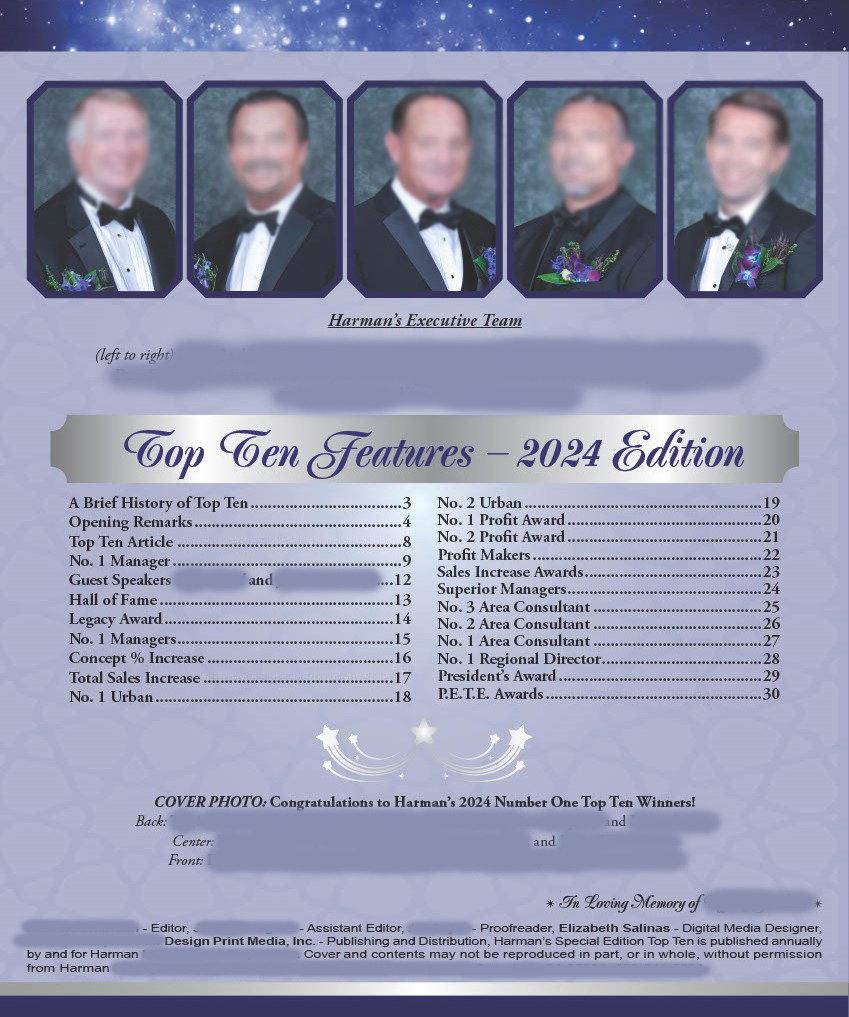 Harman's Executive Team
(left to right)
Top Ten Features – 2024 Edition
A Brief History of Top Ten ..................................3
Opening Remarks...............................................4
Top Ten Article ..................................................8
No. 1 Manager ...................................................9
Guest Speakers and ...12
Hall of Fame ....................................................13
Legacy Award...................................................14
No. 1 Managers................................................15
Concept % Increase .........................................16
Total Sales Increase ..........................................17
No. 1 Urban .....................................................18
No. 2 Urban .....................................................19
No. 1 Profit Award ...........................................20
No. 2 Profit Award ...........................................21
Profit Makers ...................................................22
Sales Increase Awards.......................................23
Superior Managers...........................................24
No. 3 Area Consultant .....................................25
No. 2 Area Consultant .....................................26
No. 1 Area Consultant .....................................27
No. 1 Regional Director...................................28
President's Award .............................................29
P.E.T.E. Awards ................................................30
COVER PHOTO: Congratulations to Harman's 2024 Number One Top Ten Winners!
Back: and
Center: and
Front:
* In Loving Memory of *
- Editor, - Assistant Editor, - Proofreader, Elizabeth Salinas - Digital Media Designer,
Design Print Media, Inc. - Publishing and Distribution, Harman's Special Edition Top Ten is published annually
by and for Harman Cover and contents may not be reproduced in part, or in whole, without permission
from Harman